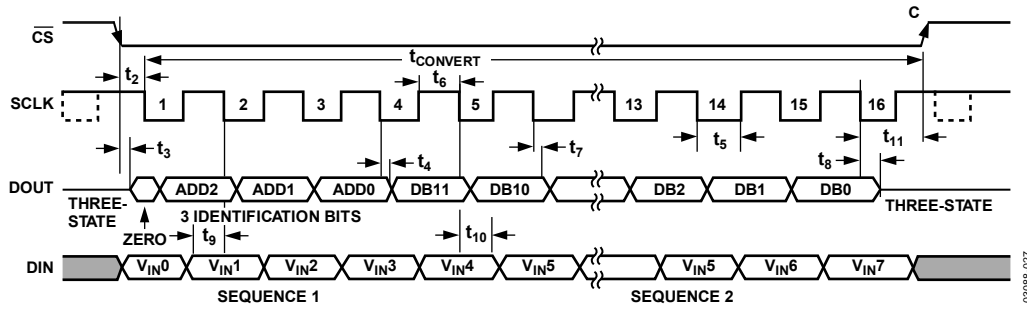 C
CS
tCONVERT
t2
t6
SCLK
1 2 3 4 5 13 14 15 16
t3
t4
t7
t5
t8
t11
DOUT
ADD2 ADD1 ADD0 DB11 DB10 DB2 DB1 DB0
THREE-
STATE
3 IDENTIFICATION BITS
THREE-STATE
ZERO
t9
t10
DIN
VIN0 VIN1 VIN2 VIN3 VIN4 VIN5 VIN5 VIN6 VIN7
SEQUENCE 1 SEQUENCE 2
03088-027